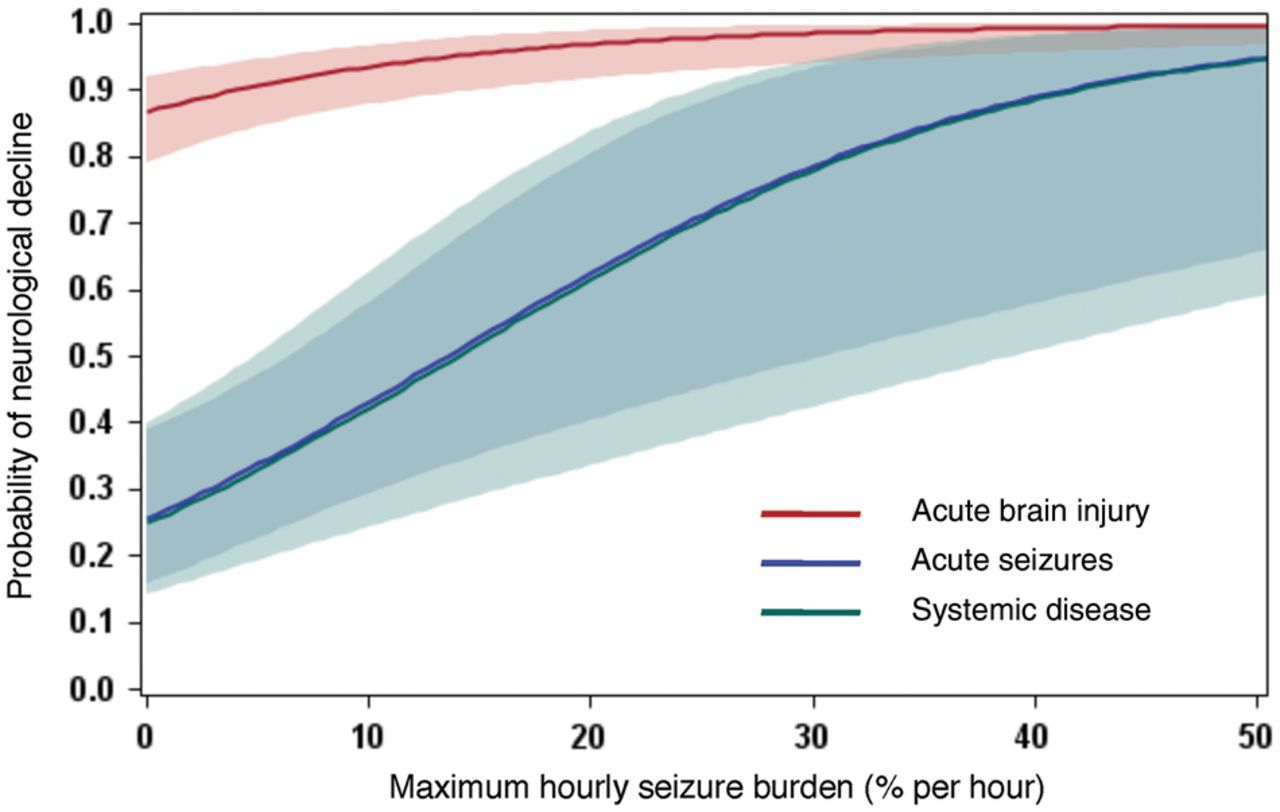 Probability of neurological decline
1.0
0.9
0.8
0.7
0.6
0.5
0.4
0.3
0.2
0.1
0.0
Acute brain injury
Acute seizures
Systemic disease
0 10 20 30 40 50
Maximum hourly seizure burden (% per hour)